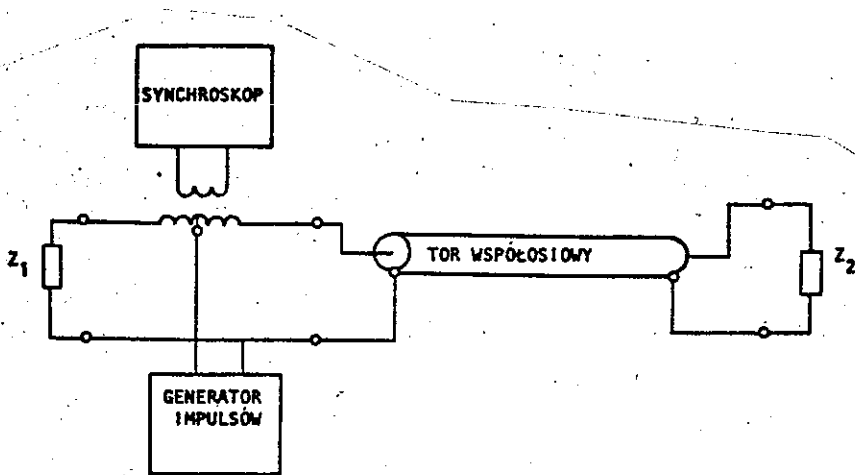 SYNCHROSKOP
Z1
TOR WSPÓŁOSIOWY
Z2
GENERATOR
IMPULSÓW